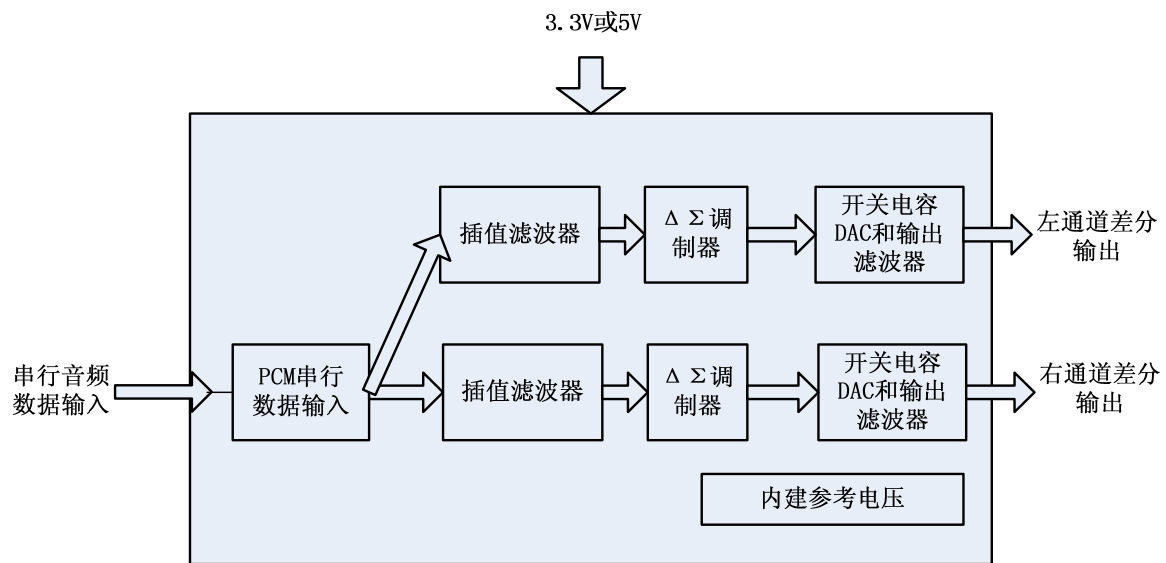 3.3V或5V
插值滤波器
ΔΣ调
制器
开关电容
DAC和输出
滤波器
左通道差分
输出
串行音频
数据输入
PCM串行
数据输入
插值滤波器
ΔΣ调
制器
开关电容
DAC和输出
滤波器
右通道差分
输出
内建参考电压